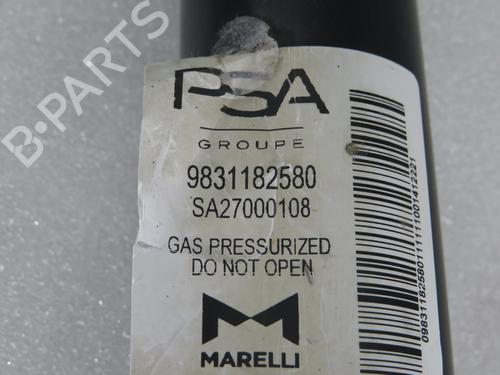 PSA
GROUPE
9831182580
SA27000108
GAS PRESSURIZED
DO NOT OPEN
MARELLI
B-PARTS